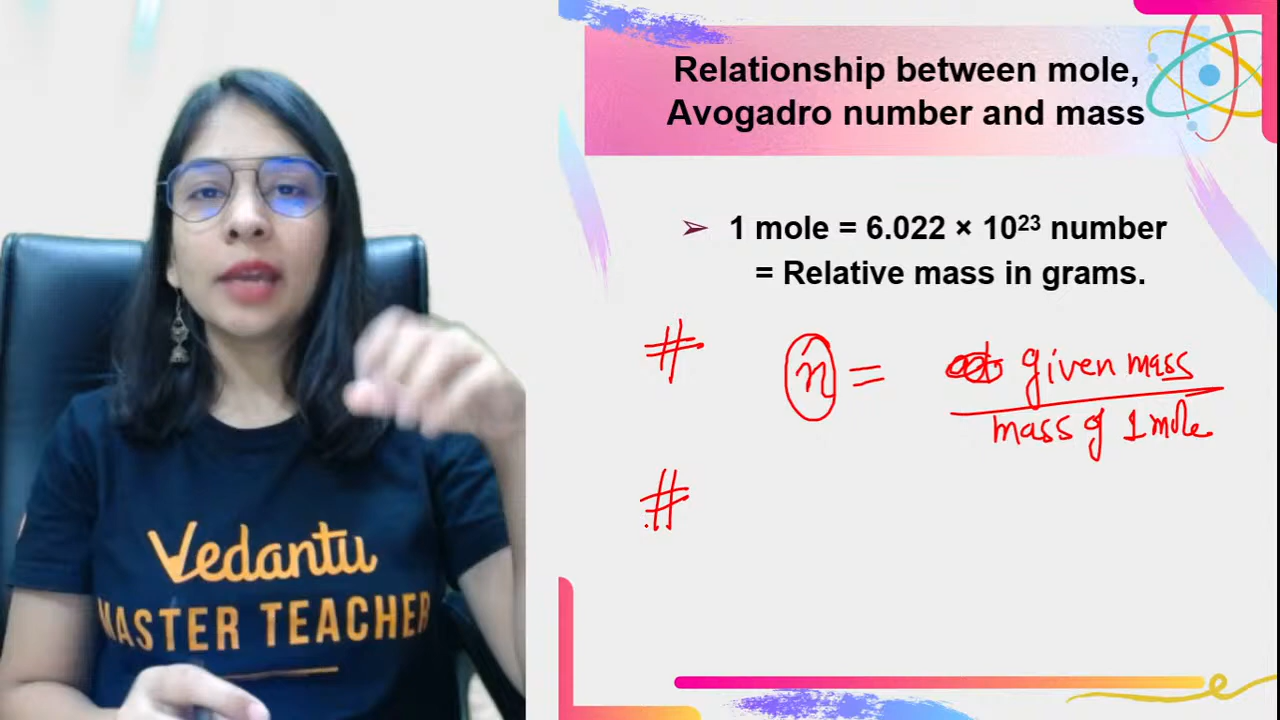 Relationship between mole,
Avogadro number and mass
➢ 1 mole = 6.022 × 10²³ number
= Relative mass in grams.
# n = given mass
mass of 1 mole
#
Vedantu
MASTER TEACHER